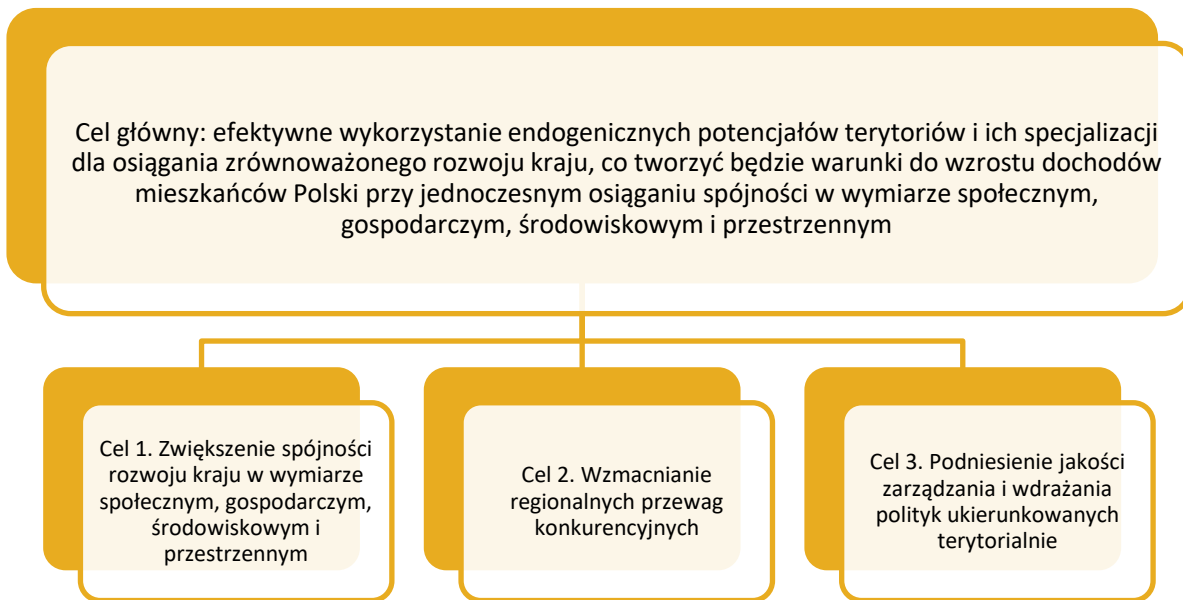 Cel główny: efektywne wykorzystanie endogenicznych potencjałów terytoriów i ich specjalizacji
dla osiągania zrównoważonego rozwoju kraju, co tworzyć będzie warunki do wzrostu dochodów
mieszkańców Polski przy jednoczesnym osiąganiu spójności w wymiarze społecznym,
gospodarczym, środowiskowym i przestrzennym
Cel 1. Zwiększenie spójności
rozwoju kraju w wymiarze
społecznym, gospodarczym,
środowiskowym i
przestrzennym
Cel 2. Wzmacnianie
regionalnych przewag
konkurencyjnych
Cel 3. Podniesienie jakości
zarządzania i wdrażania
polityk ukierunkowanych
terytorialnie